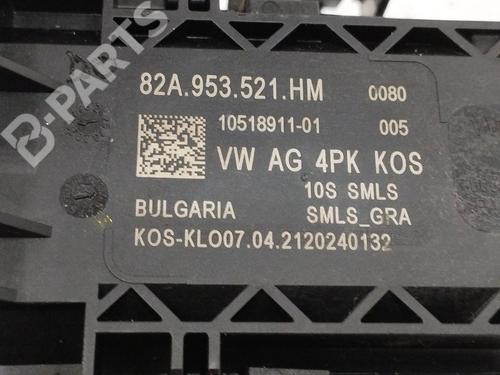 B-PARTS
82A.953.521.HM 0080
10518911-01 005
VW AG 4PK KOS
10S SMLS
BULGARIA SMLS_GRA
KOS-KLO07.04.2120240132